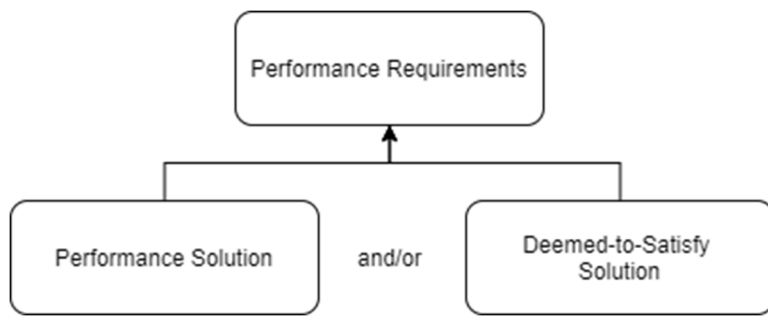 Performance Requirements
Performance Solution
and/or
Deemed-to-Satisfy
Solution